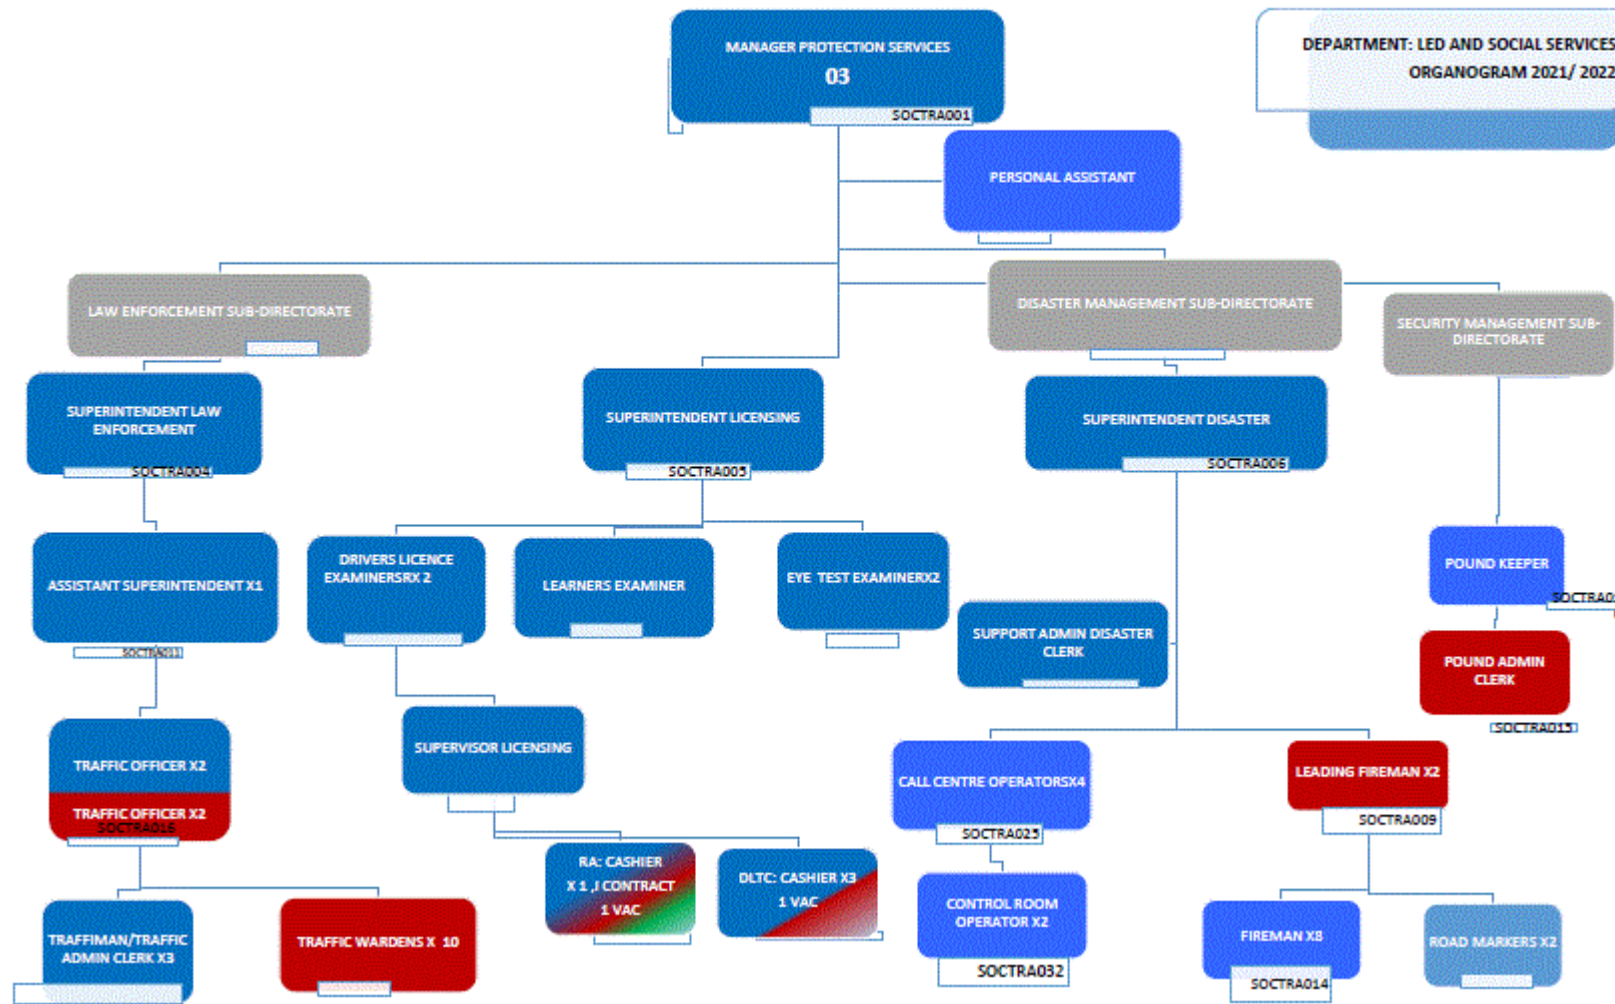 MANAGER PROTECTION SERVICES
03
SOCTRA001
DEPARTMENT: LED AND SOCIAL SERVICES
ORGANOGRAM 2021/ 2022
PERSONAL ASSISTANT
LAW ENFORCEMENT SUB-DIRECTORATE
DISASTER MANAGEMENT SUB-DIRECTORATE
SECURITY MANAGEMENT SUB-
DIRECTORATE
SUPERINTENDENT LAW
ENFORCEMENT
SOCTRA004
SUPERINTENDENT LICENSING
SOCTRA005
SUPERINTENDENT DISASTER
SOCTRA006
ASSISTANT SUPERINTENDENT X1
SOCTRA011
DRIVERS LICENCE
EXAMINERSRX 2
LEARNERS EXAMINER
EYE TEST EXAMINERX2
SUPPORT ADMIN DISASTER
CLERK
POUND KEEPER
POUND ADMIN
CLERK
SOCTRA015
TRAFFIC OFFICER X2
TRAFFIC OFFICER X2
SOCTRA016
SUPERVISOR LICENSING
CALL CENTRE OPERATORSX4
SOCTRA025
LEADING FIREMAN X2
SOCTRA009
TRAFFIMAN/TRAFFIC
ADMIN CLERK X3
TRAFFIC WARDENS X 10
RA: CASHIER
X 1 ,I CONTRACT
1 VAC
DLTC: CASHIER X3
1 VAC
CONTROL ROOM
OPERATOR X2
SOCTRA032
FIREMAN X8
SOCTRA014
ROAD MARKERS X2